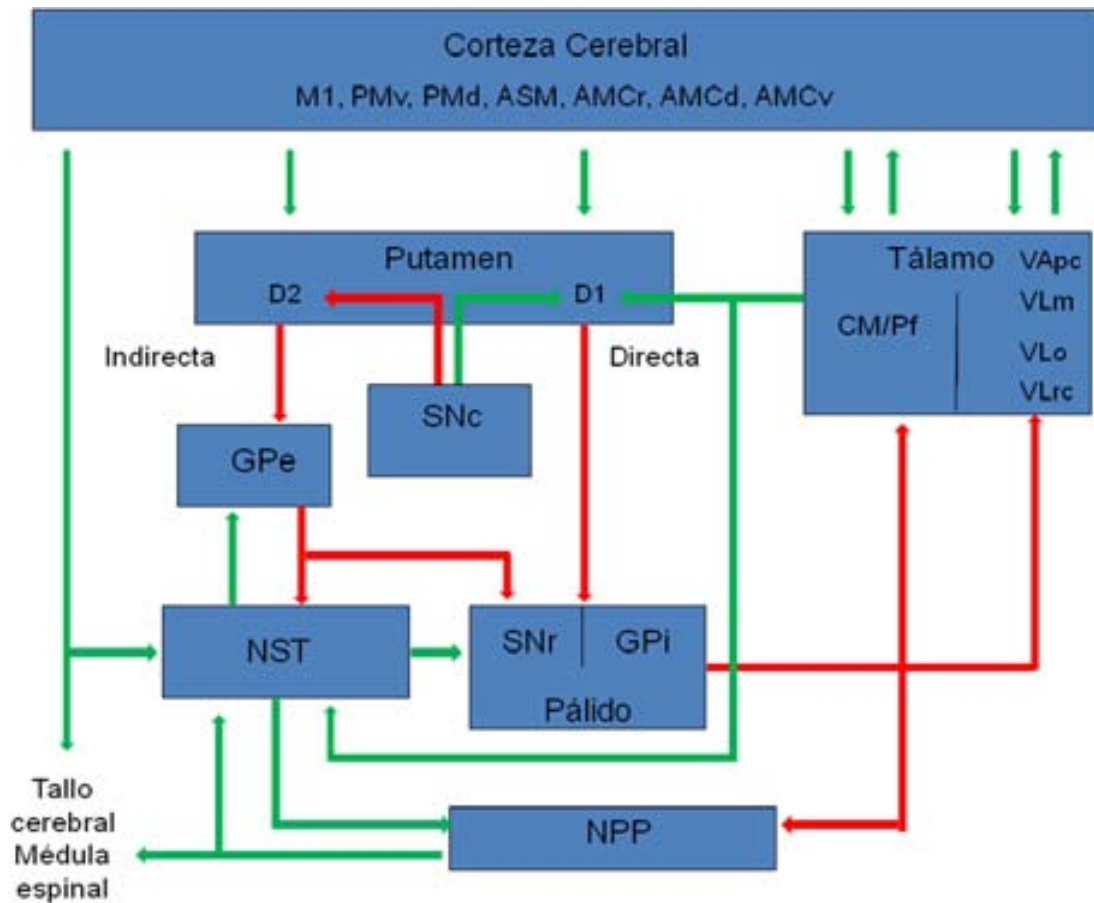 Corteza Cerebral
M1, PMv, PMd, ASM, AMCr, AMCd, AMCv
Putamen
D2
D1
Tálamo
VApc
VLm
CM/Pf
VLo
VLrc
Indirecta
Directa
SNc
GPe
NST
SNr
GPi
Pálido
Tallo
cerebral
Médula
espinal
NPP